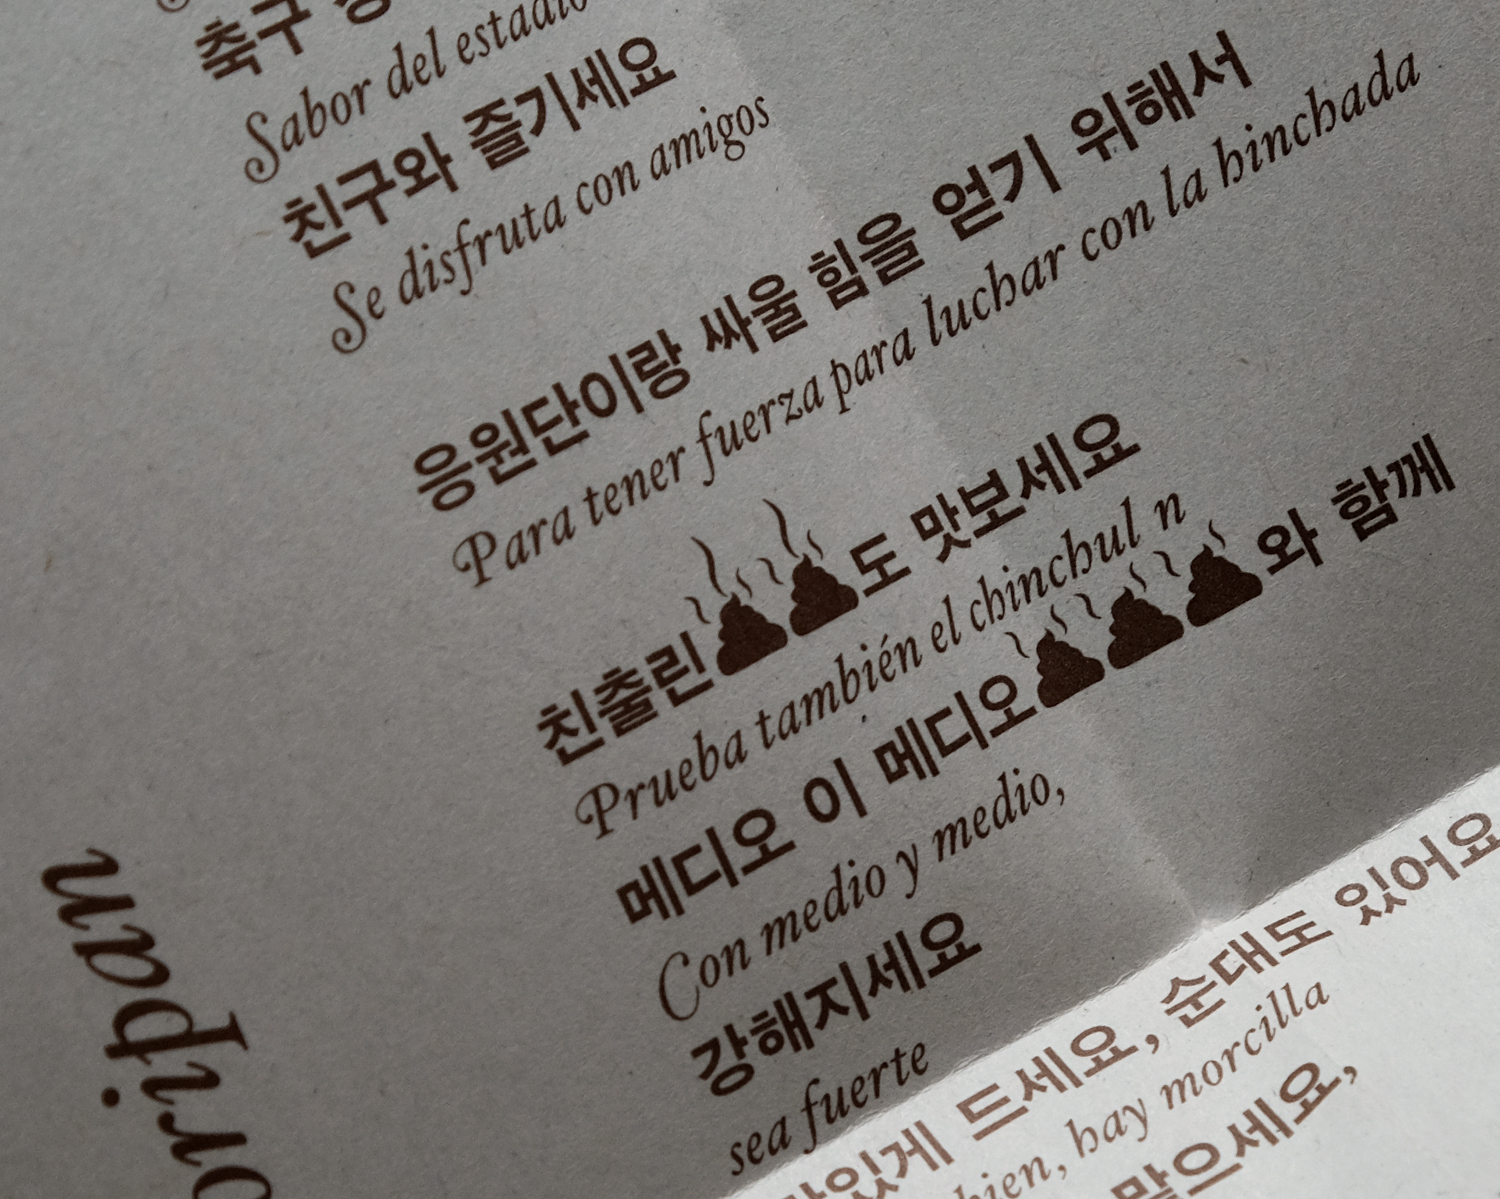 축구
Sabor del estadio
친구와 즐기세요
Se disfruta con amigos
응원단이랑 싸울 힘을 얻기 위해서
Para tener fuerza para luchar con la hinchada
친출린💩💩도 맛보세요
Prueba también el chinchul n
메디오 이 메디오💩💩💩와 함께
Con medio y medio,
강해지세요
sea fuerte
드세요, 순대도 있어요
hay morcilla